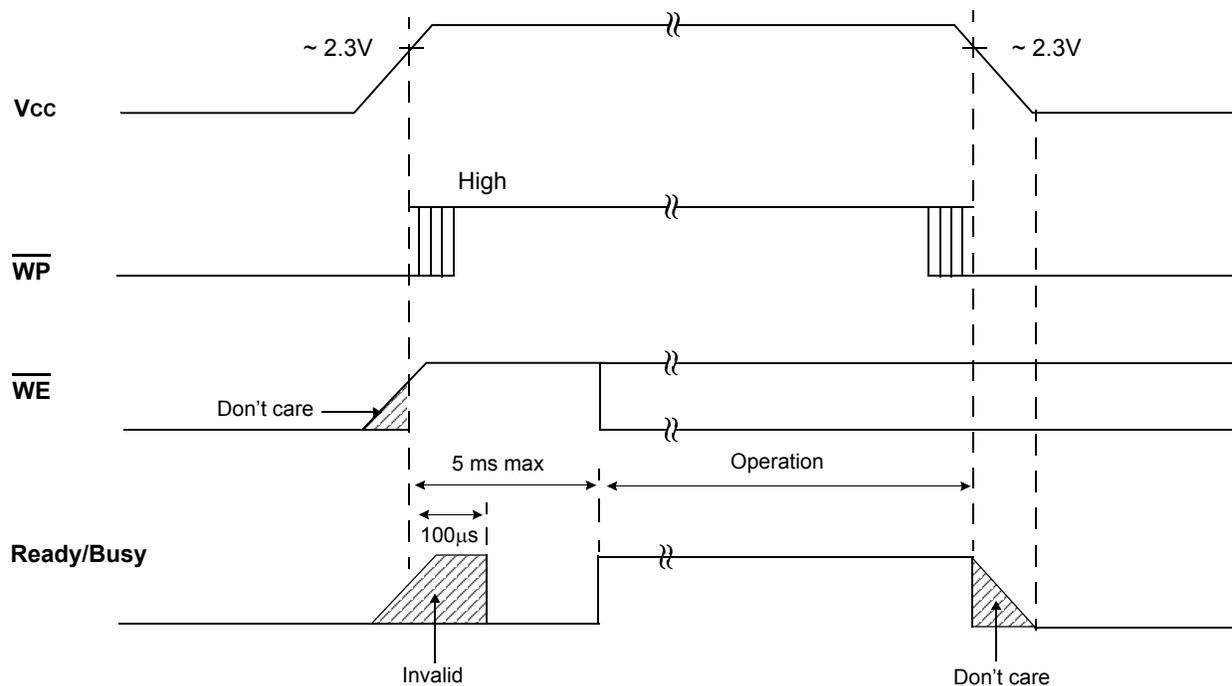 ~ 2.3V
~ 2.3V
Vcc
High
WP
WE
Don't care
5 ms max
Operation
100μs
Ready/Busy
Invalid
Don't care